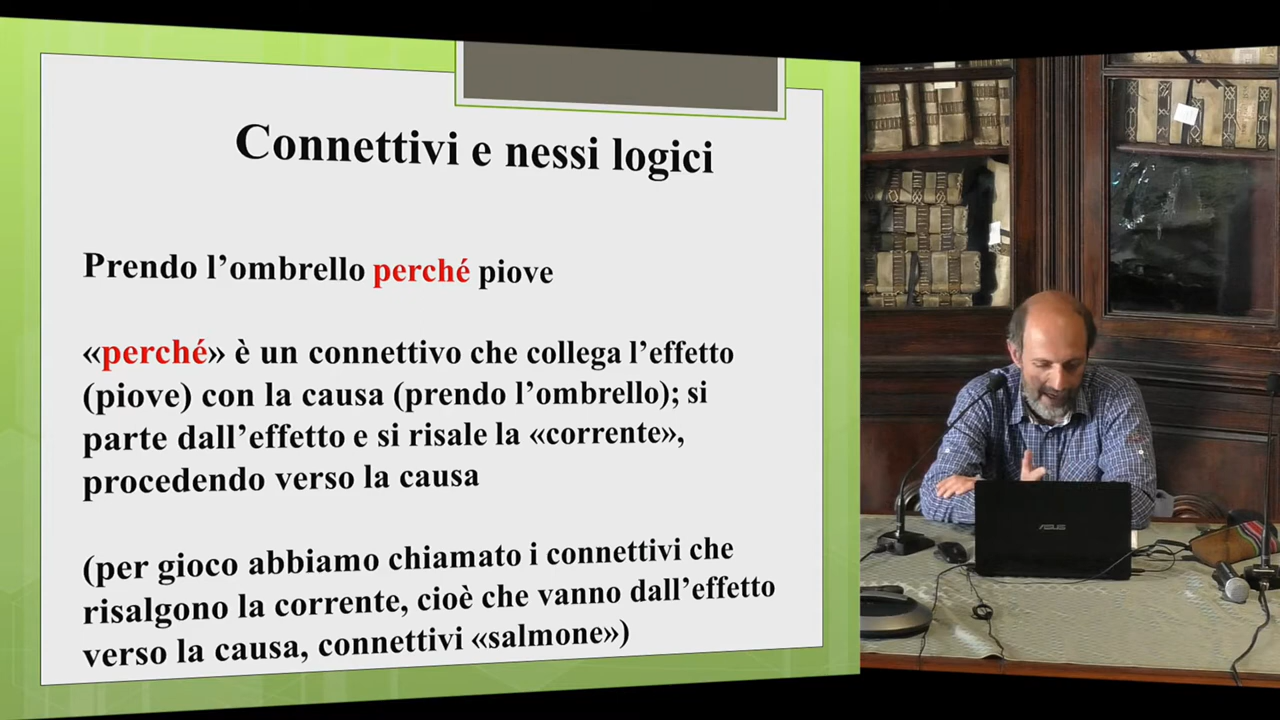 Connettivi e nessi logici
Prendo l’ombrello perché piove
«perché» è un connettivo che collega l’effetto
(piove) con la causa (prendo l’ombrello); si
parte dall’effetto e si risale la «corrente»,
procedendo verso la causa
(per gioco abbiamo chiamato i connettivi che
risalgono la corrente, cioè che vanno dall’effetto
verso la causa, connettivi «salmone»)
ASUS